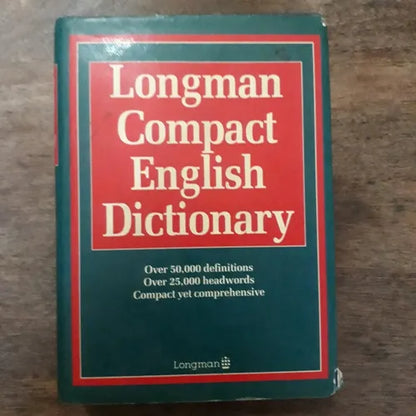 Longman
Compact
English
Dictionary
Over 50,000 definitions
Over 25,000 headwords
Compact yet comprehensive
Longman